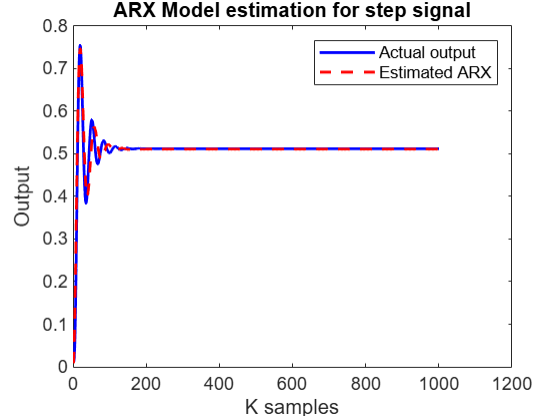 ARX Model estimation for step signal
Actual output
Estimated ARX
Output
0.8
0.7
0.6
0.5
0.4
0.3
0.2
0.1
0
0 200 400 600 800 1000 1200
K samples